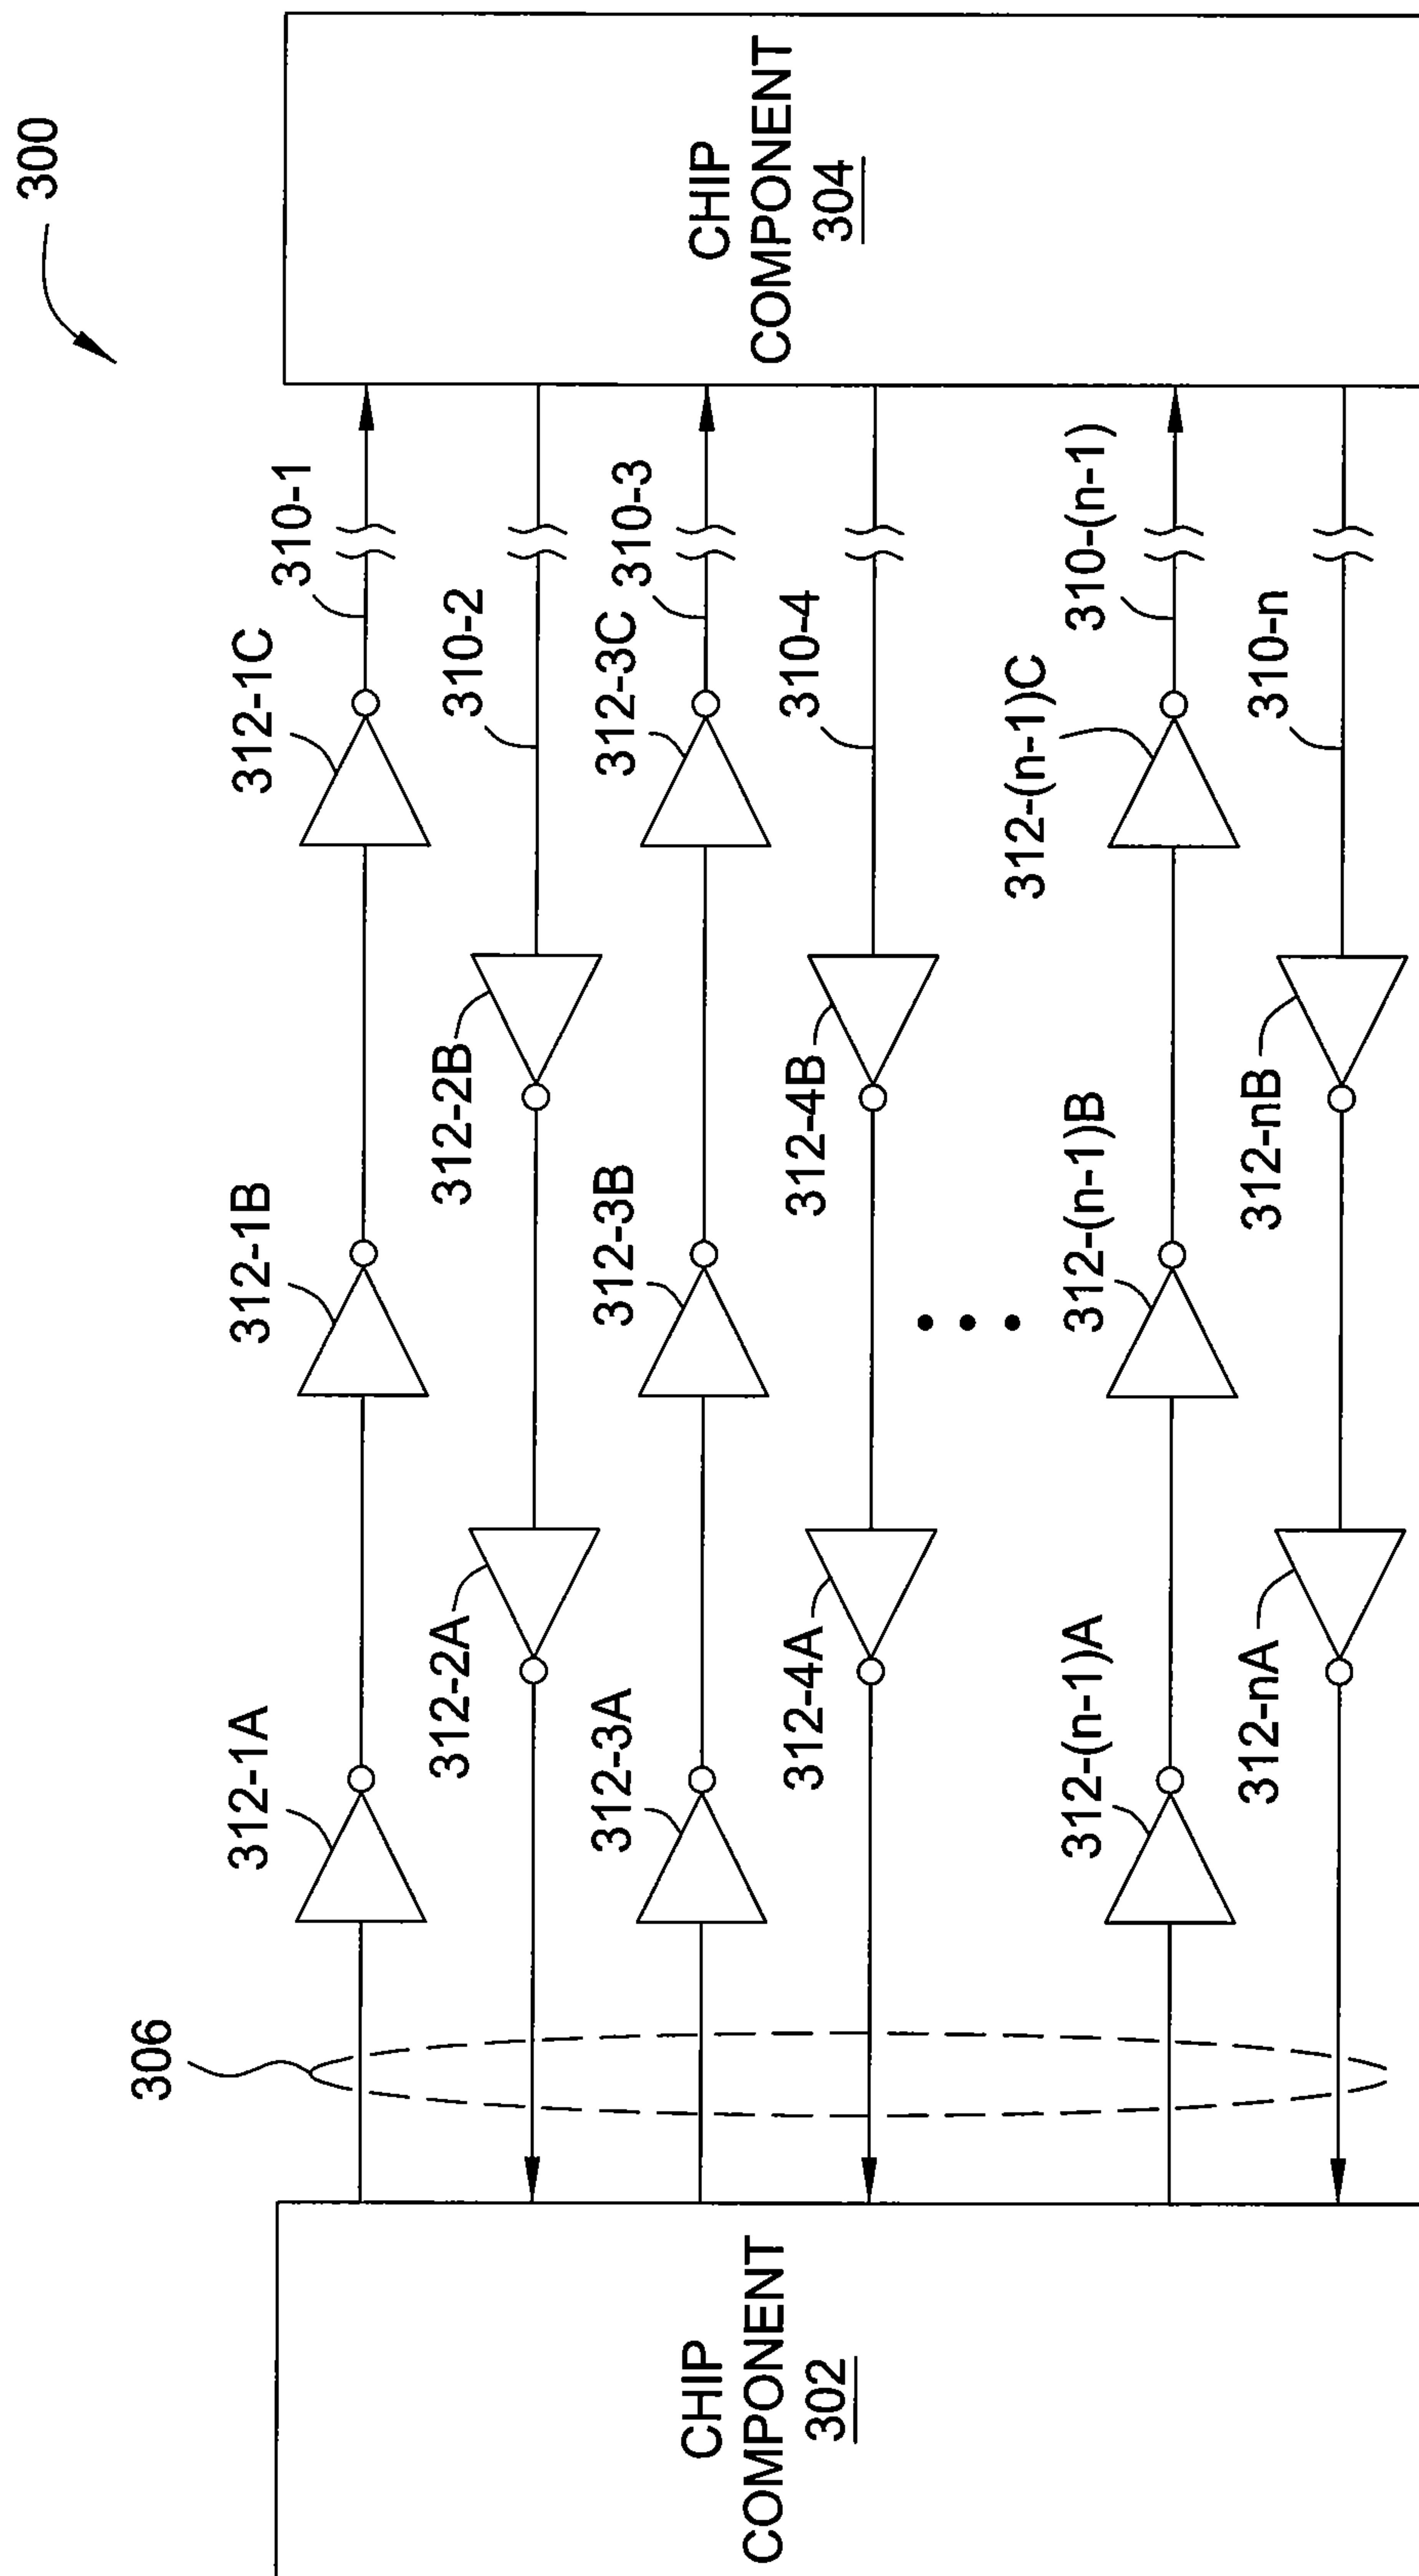 300
CHIP
COMPONENT
304
310-1
310-2
310-3
310-4
310-(n-1)
310-n
312-1C
312-3C
312-(n-1)C
312-2B
312-4B
312-nB
312-1B
312-3B
312-(n-1)B
312-2A
312-4A
312-nA
312-1A
312-3A
312-(n-1)A
306
CHIP
COMPONENT
302